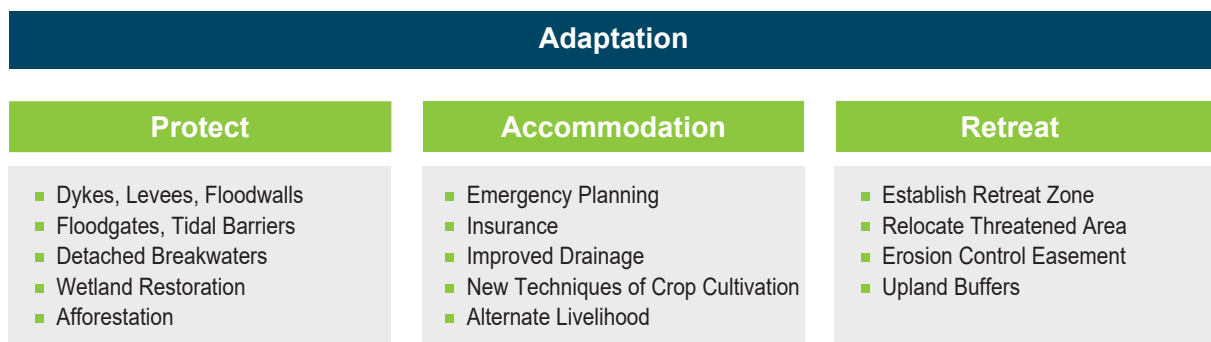 Adaptation
Protect
Dykes, Levees, Floodwalls
Floodgates, Tidal Barriers
Detached Breakwaters
Wetland Restoration
Afforestation
Accommodation
Emergency Planning
Insurance
Improved Drainage
New Techniques of Crop Cultivation
Alternate Livelihood
Retreat
Establish Retreat Zone
Relocate Threatened Area
Erosion Control Easement
Upland Buffers